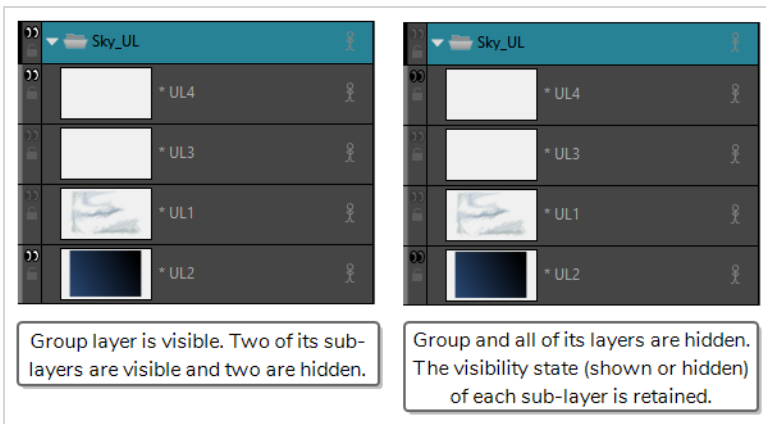 Sky_UL
* UL4
* UL3
* UL1
* UL2
Group layer is visible. Two of its sub-
layers are visible and two are hidden.
Sky_UL
* UL4
* UL3
* UL1
* UL2
Group and all of its layers are hidden.
The visibility state (shown or hidden)
of each sub-layer is retained.